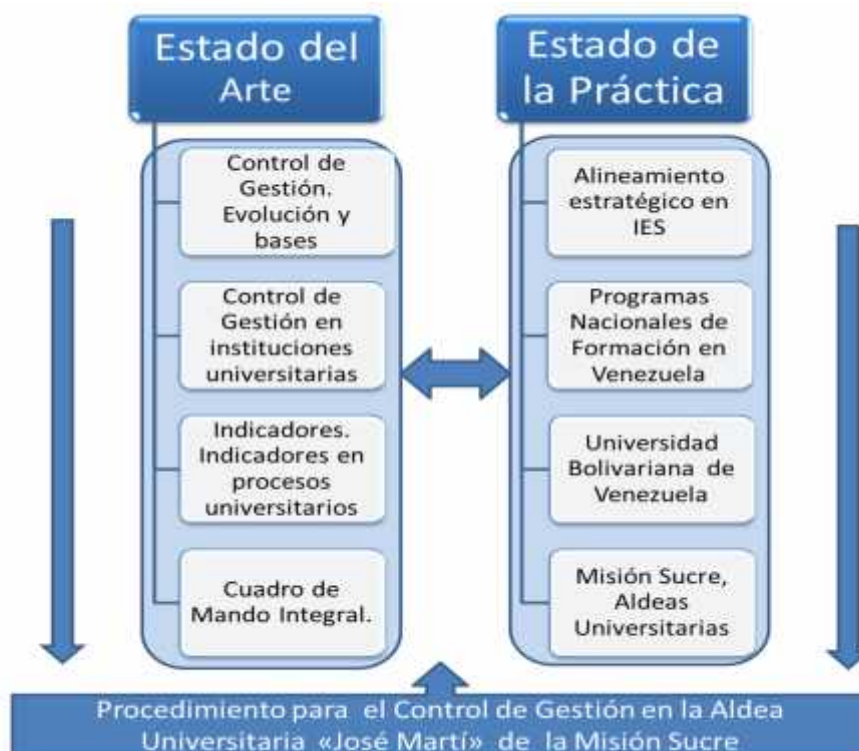 Estado del
Arte
Control de
Gestión.
Evolución y
bases
Control de
Gestión en
instituciones
universitarias
Indicadores.
Indicadores en
procesos
universitarios
Cuadro de
Mando Integral.
Estado de
la Práctica
Alineamiento
estratégico en
IES
Programas
Nacionales de
Formación en
Venezuela
Universidad
Bolivariana de
Venezuela
Misión Sucre,
Aldeas
Universitarias
Procedimiento para el Control de Gestión en la Aldea
Universitaria «José Martí» de la Misión Sucre